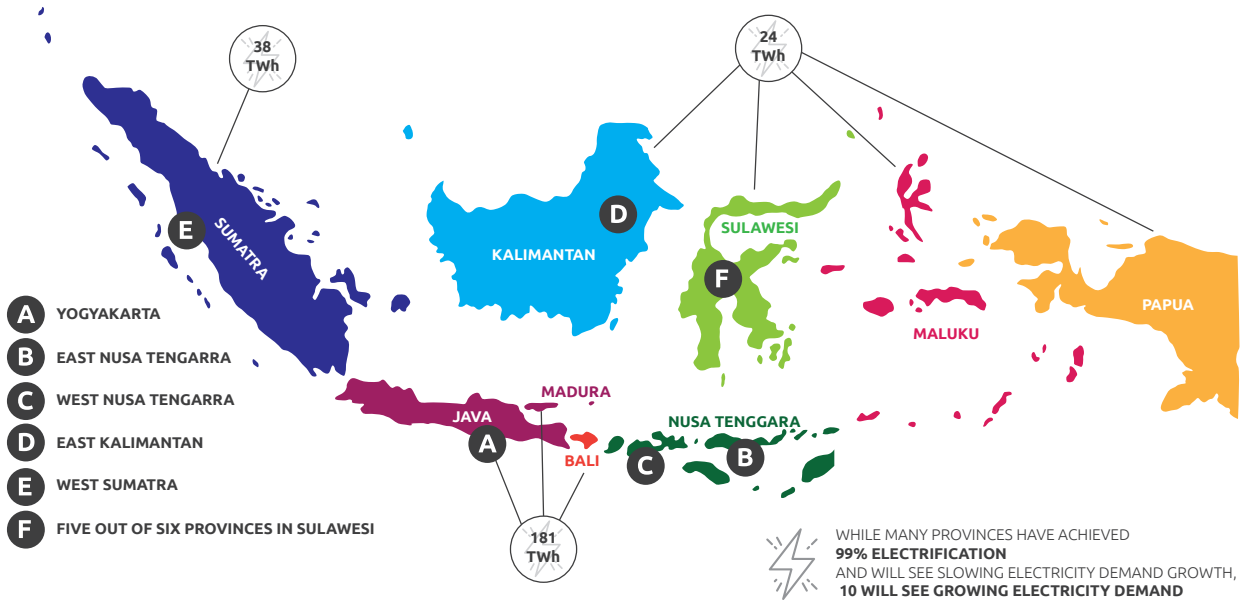 38
TWh
24
TWh
SUMATRA
E
KALIMANTAN
D
SULAWESI
F
MALUKU
PAPUA
A YOGYAKARTA
B EAST NUSA TENGARRA
C WEST NUSA TENGARRA
D EAST KALIMANTAN
E WEST SUMATRA
F FIVE OUT OF SIX PROVINCES IN SULAWESI
MADURA
JAVA
A
BALI
NUSA TENGGARA
C
B
181
TWh
WHILE MANY PROVINCES HAVE ACHIEVED
99% ELECTRIFICATION
AND WILL SEE SLOWING ELECTRICITY DEMAND GROWTH,
10 WILL SEE GROWING ELECTRICITY DEMAND